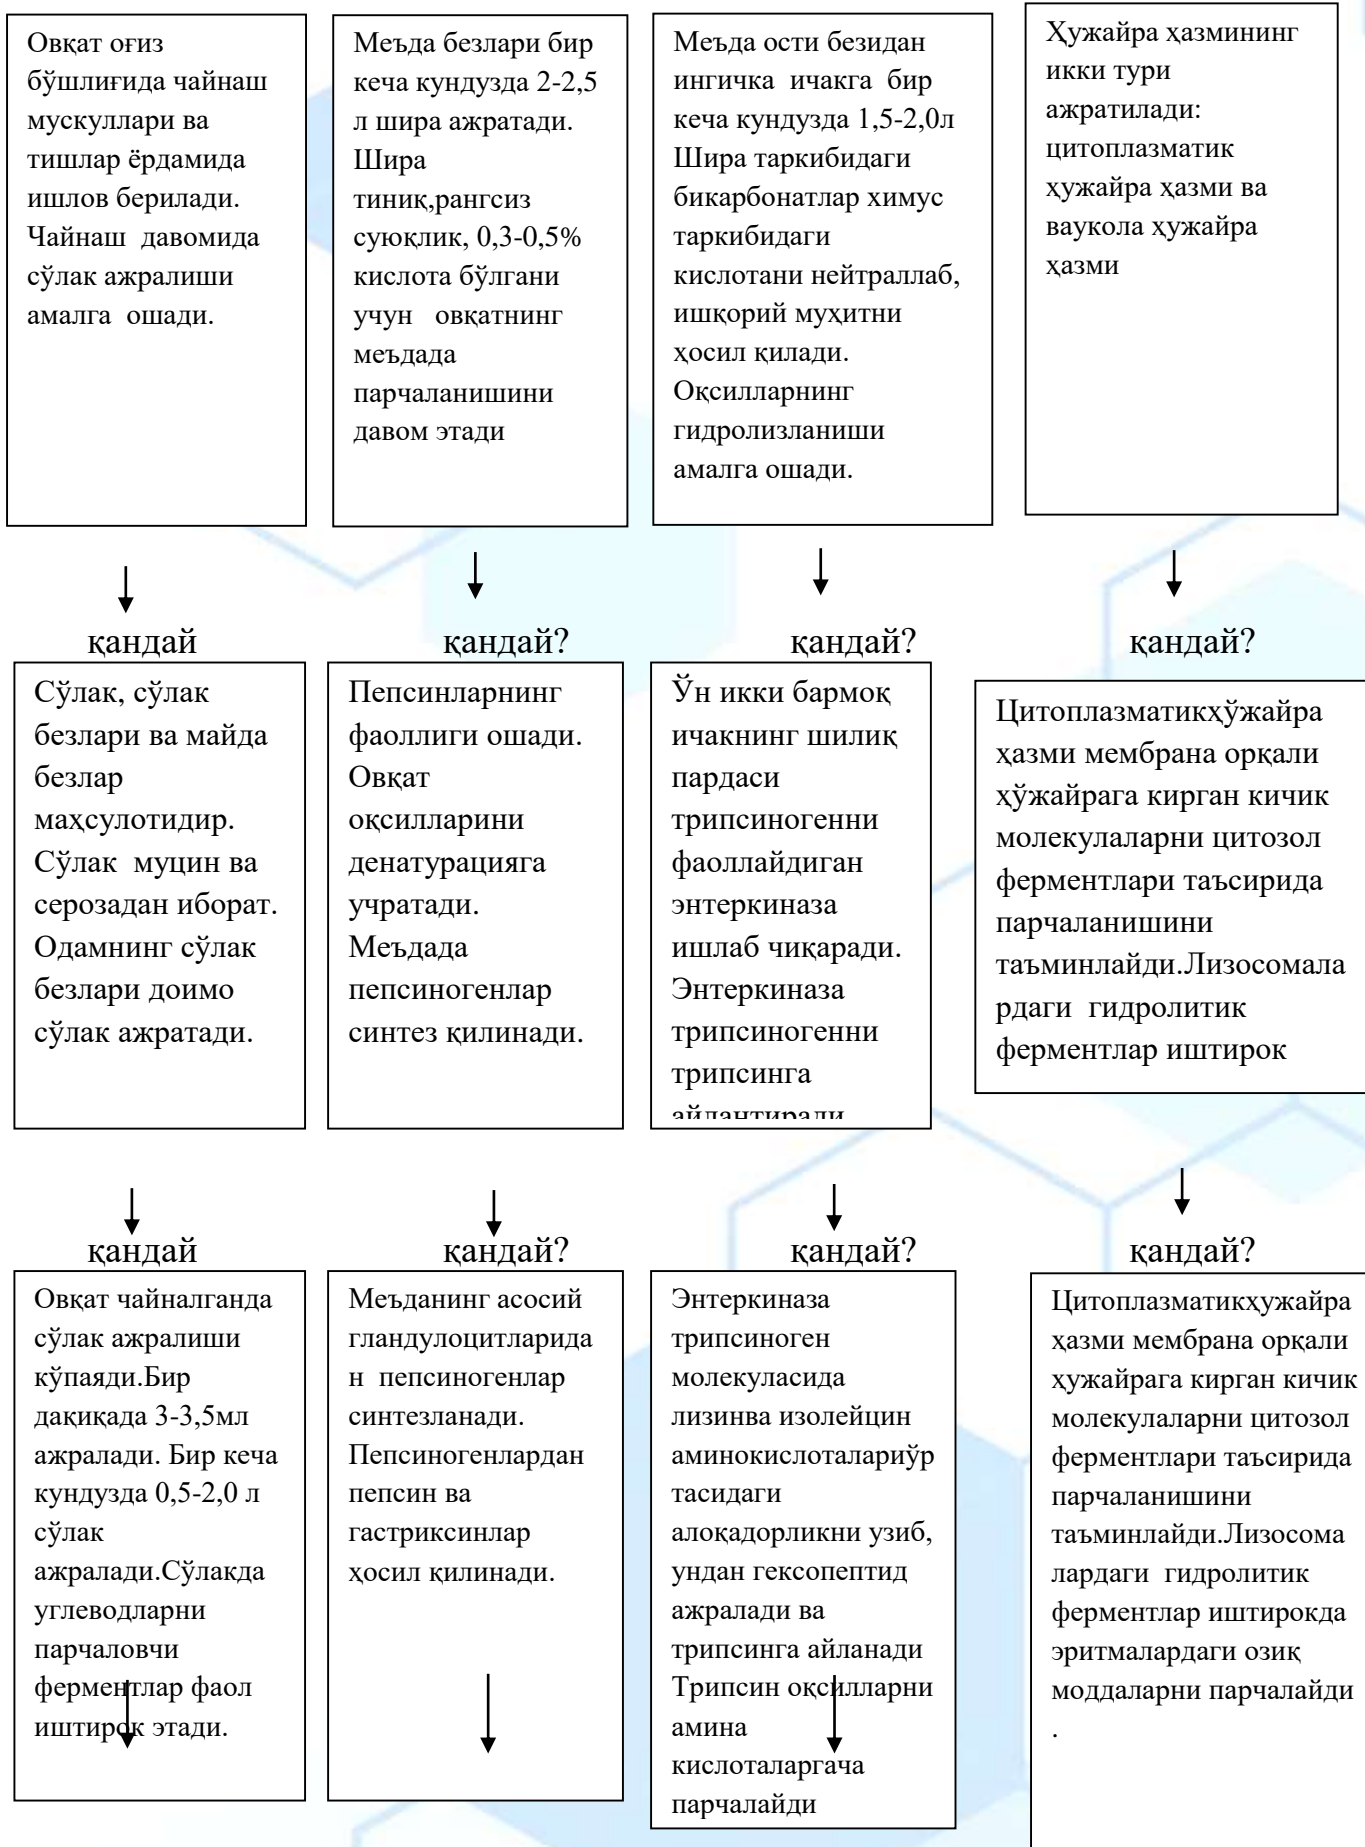 Овқат оғиз
бўшлиғида чайнаш
мускуллари ва
тишлар ёрдамида
ишлов берилади.
Чайнаш давомида
сўлак ажралиши
амалга ошади.
Меъда безлари бир
кеча кундузда 2-2,5
л шира ажратади.
Шира
тиниқ,рангсиз
суюқлик, 0,3-0,5%
кислота бўлгани
учун овқатнинг
меъдада
парчаланишини
давом этади
Меъда ости безидан
ингичка ичакга бир
кеча кундузда 1,5-2,0л
Шира таркибидаги
бикарбонатлар химус
таркибидаги
кислотани нейтраллаб,
ишқорий муҳитни
ҳосил қилади.
Оқсилларнинг
гидролизланиши
амалга ошади.
Ҳужайра ҳазмининг
икки тури
ажратилади:
цитоплазматик
ҳужайра ҳазми ва
ваукола ҳужайра
ҳазми
қандай
қандай?
қандай?
қандай?
Сўлак, сўлак
безлари ва майда
безлар
маҳсулотидир.
Сўлак муцин ва
серозадан иборат.
Одамнинг сўлак
безлари доимо
сўлак ажратади.
Пепсинларнинг
фаоллиги ошади.
Овқат
оқсилларини
денатурацияга
учратади.
Меъдада
пепсиногенлар
синтез қилинади.
Ўн икки бармоқ
ичакнинг шилиқ
пардаси
трипсиногенни
фаоллайдиган
энтеркиназа
ишлаб чиқаради.
Энтеркиназа
трипсиногенни
трипсинга
айлантиради
Цитоплазматикҳўжайра
ҳазми мембрана орқали
ҳўжайрага кирган кичик
молекулаларни цитозол
ферментлари таъсирида
парчаланишини
таъминлайди.Лизосомала
рдаги гидролитик
ферментлар иштирок
қандай
қандай?
қандай?
қандай?
Овқат чайналганда
сўлак ажралиши
кўпаяди.Бир
дақиқада 3-3,5мл
ажралади. Бир кеча
кундузда 0,5-2,0 л
сўлак
ажралади.Сўлакда
углеводларни
парчаловчи
ферментлар фаол
иштирок этади.
Меъданинг асосий
гландулоцитларида
н пепсиногенлар
синтезланади.
Пепсиногенлардан
пепсин ва
гастриксинлар
ҳосил қилинади.
Энтеркиназа
трипсиноген
молекуласида
лизинва изолейцин
аминокислоталариўр
тасидаги
алоқадорликни узиб,
ундан гексопептид
ажралади ва
трипсинга айланади
Трипсин оқсилларни
амина
кислоталаргача
парчалайди
Цитоплазматикҳужайра
ҳазми мембрана орқали
ҳужайрага кирган кичик
молекулаларни цитозол
ферментлари таъсирида
парчаланишини
таъминлайди.Лизосома
лардаги гидролитик
ферментлар иштирокда
эритмалардаги озиқ
моддаларни парчалайди
.